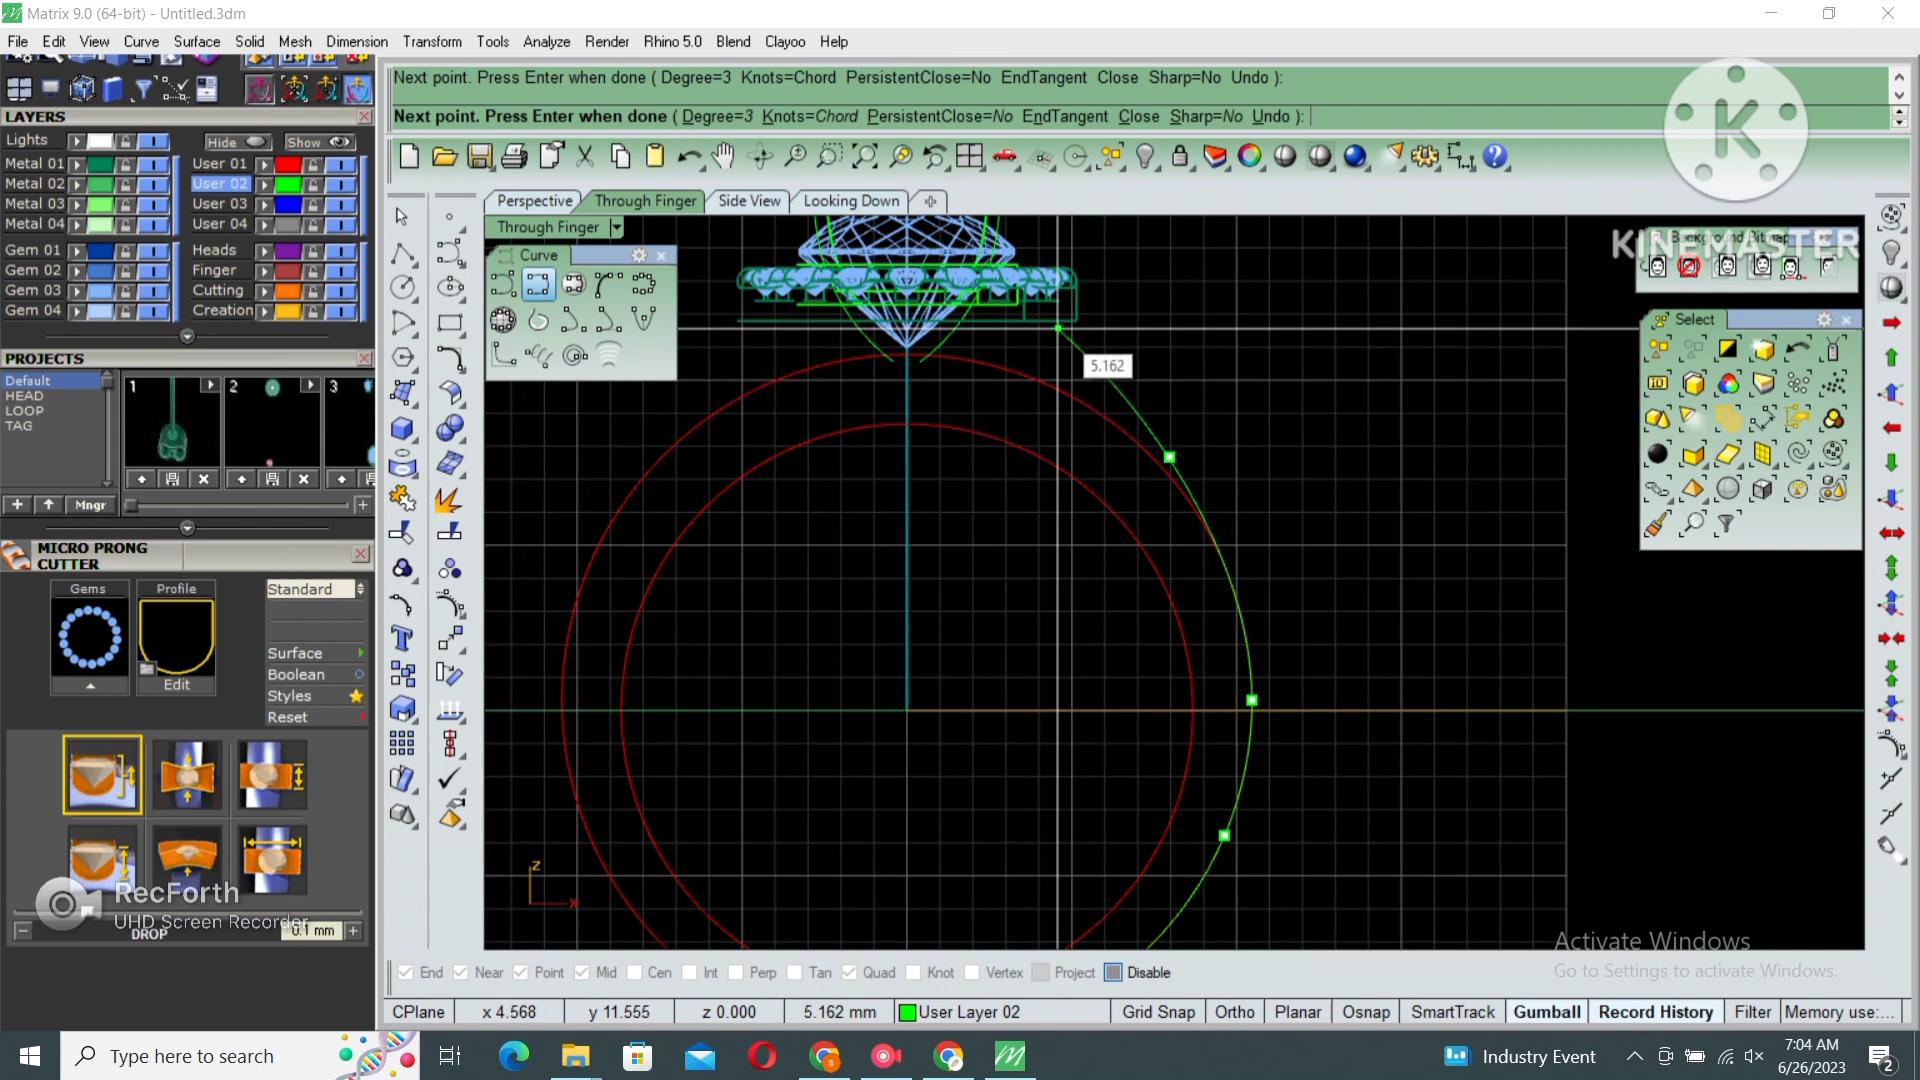 Matrix 9.0 (64-bit) - Untitled.3dm
File Edit View Curve Surface Solid Mesh Dimension Transform Tools Analyze Render Rhino 5.0 Blend Clayoo Help
Next point. Press Enter when done ( Degree=3 Knots=Chord PersistentClose=No EndTangent Close Sharp=No Undo ):
Next point. Press Enter when done ( Degree=3 Knots=Chord PersistentClose=No EndTangent Close Sharp=No Undo ):
K
LAYERS
Lights Hide Show
Metal 01 User 01
Metal 02 User 02
Metal 03 User 03
Metal 04 User 04
Gem 01 Heads
Gem 02 Finger
Gem 03 Cutting
Gem 04 Creation
PROJECTS
Default
HEAD
LOOP
TAG
1 2 3
Mngr
MICRO PRONG
CUTTER
Gems Profile Standard
Surface
Boolean
Edit Styles
Reset
RecForth
UHD Screen Recorder
DROP 0.1 mm
Perspective Through Finger Side View Looking Down
Through Finger
Curve
KINEMASTER
Background Bitmap
Select
5.162
z
x
Activate Windows
Go to Settings to activate Windows.
End Near Point Mid Cen Int Perp Tan Quad Knot Vertex Project Disable
CPlane x 4.568 y 11.555 z 0.000 5.162 mm User Layer 02 Grid Snap Ortho Planar Osnap SmartTrack Gumball Record History Filter Memory use:...
Type here to search
Industry Event
7:04 AM
6/26/2023
2